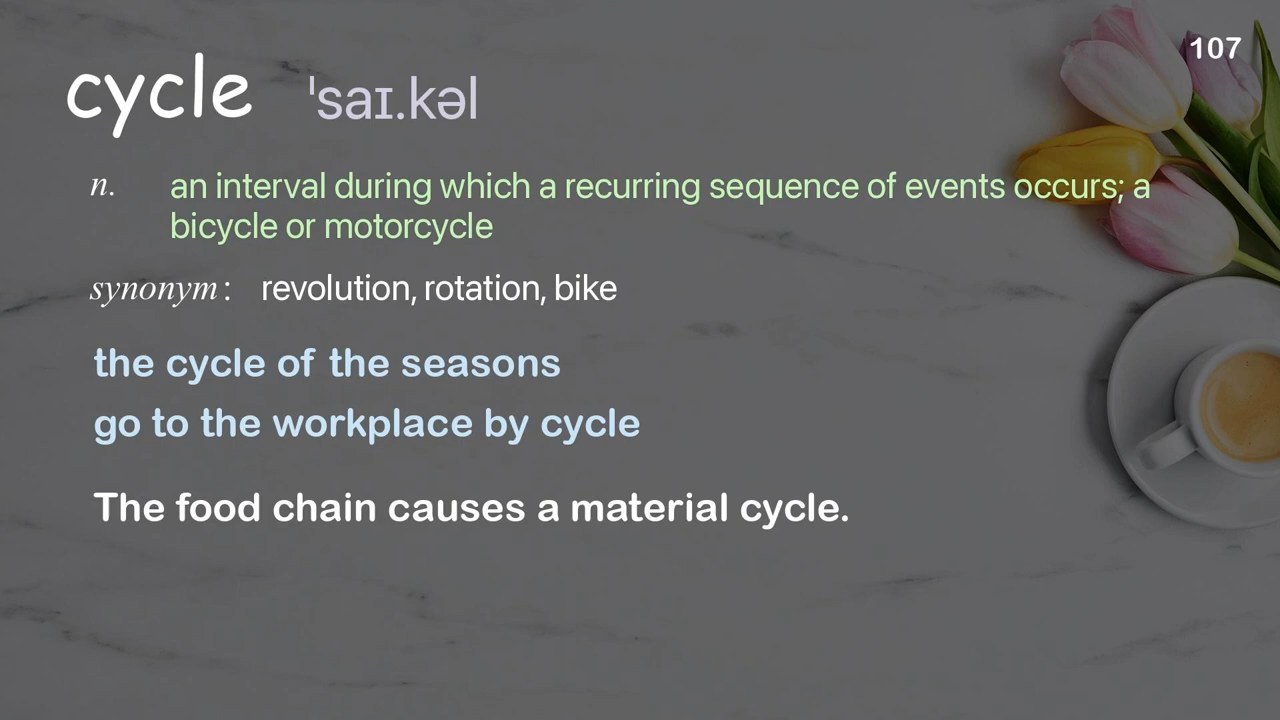 107
cycle ˈsaɪ.kəl
n. an interval during which a recurring sequence of events occurs; a
bicycle or motorcycle
synonym: revolution, rotation, bike
the cycle of the seasons
go to the workplace by cycle
The food chain causes a material cycle.